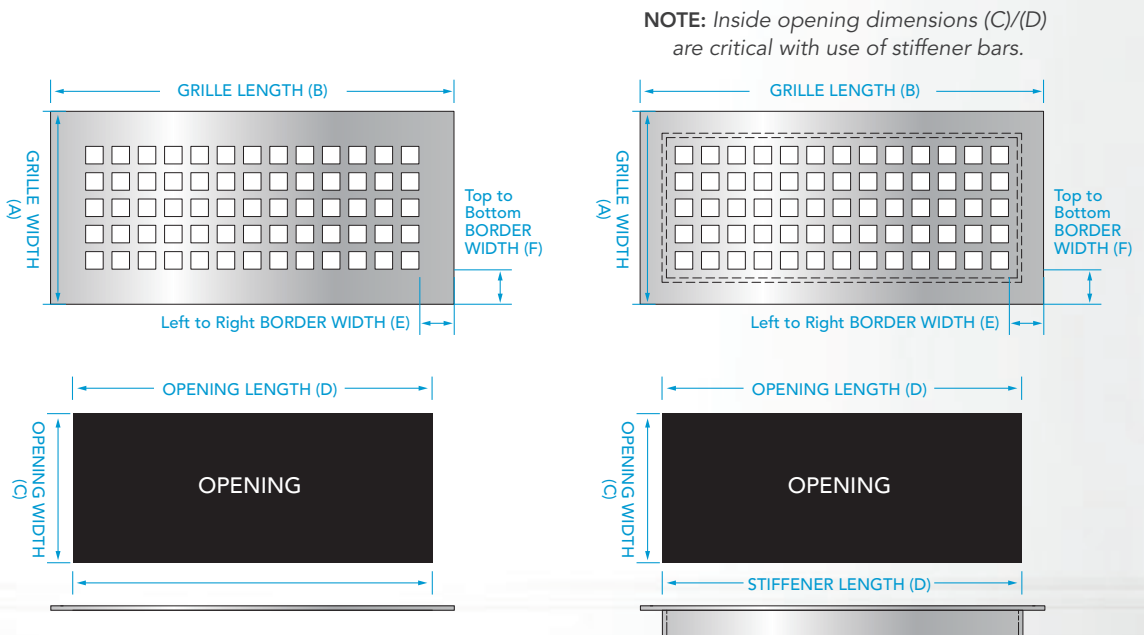 NOTE: Inside opening dimensions (C)/(D)
are critical with use of stiffener bars.
GRILLE LENGTH (B)
GRILLE WIDTH
(A)
Top to
Bottom
BORDER
WIDTH (F)
Left to Right BORDER WIDTH (E)
GRILLE LENGTH (B)
GRILLE WIDTH
(A)
Top to
Bottom
BORDER
WIDTH (F)
Left to Right BORDER WIDTH (E)
OPENING LENGTH (D)
OPENING WIDTH
(C)
OPENING
OPENING LENGTH (D)
OPENING WIDTH
(C)
OPENING
STIFFENER LENGTH (D)